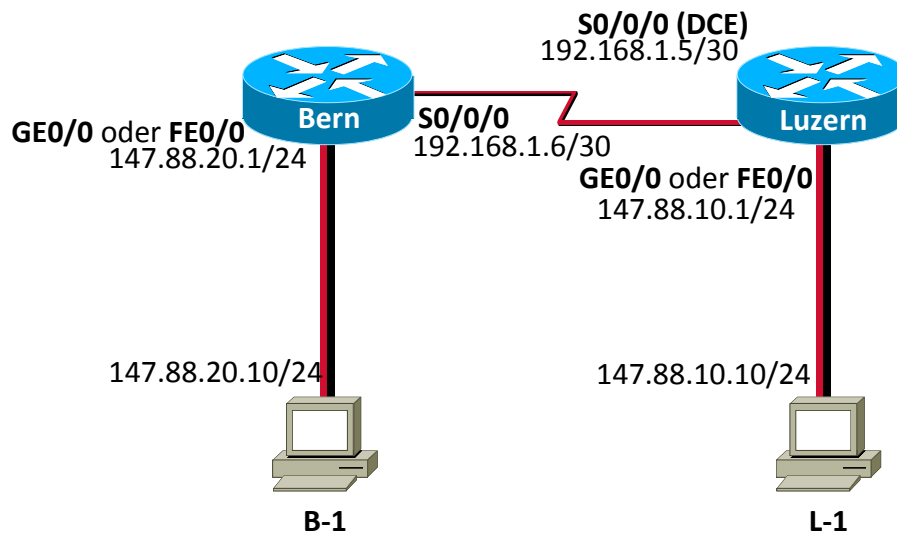 S0/0/0 (DCE)
192.168.1.5/30
Bern
Luzern
GE0/0 oder FE0/0
147.88.20.1/24
S0/0/0
192.168.1.6/30
GE0/0 oder FE0/0
147.88.10.1/24
147.88.20.10/24
147.88.10.10/24
B-1
L-1